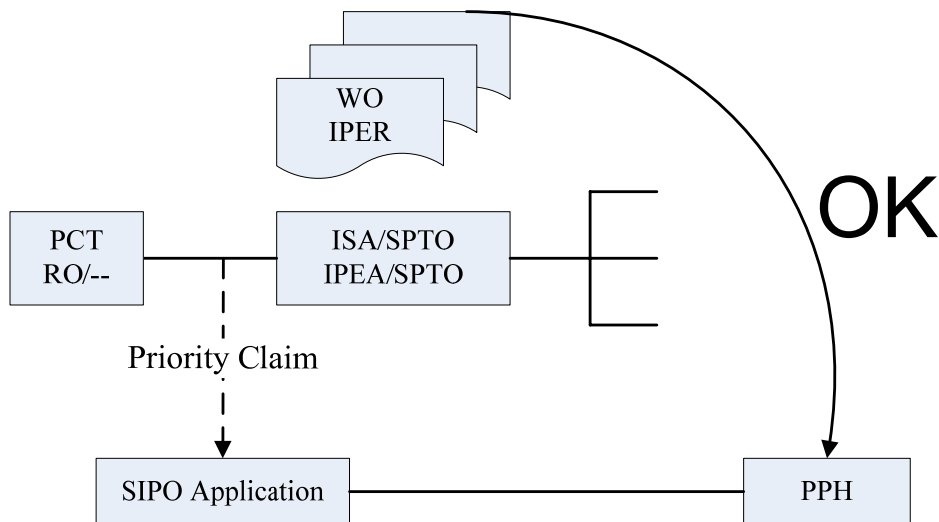 WO
IPER
OK
PCT
RO/--
ISA/SPTO
IPEA/SPTO
Priority Claim
SIPO Application
PPH